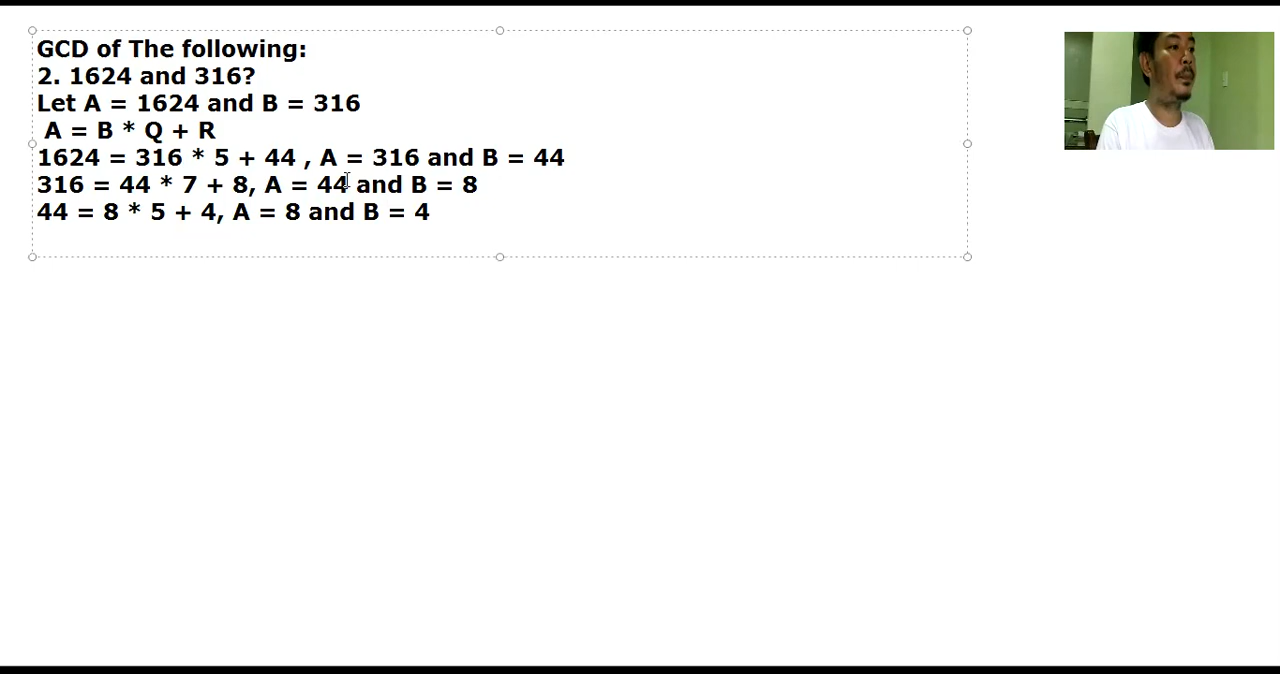 GCD of The following:
2. 1624 and 316?
Let A = 1624 and B = 316
A = B * Q + R
1624 = 316 * 5 + 44 , A = 316 and B = 44
316 = 44 * 7 + 8, A = 44 and B = 8
44 = 8 * 5 + 4, A = 8 and B = 4